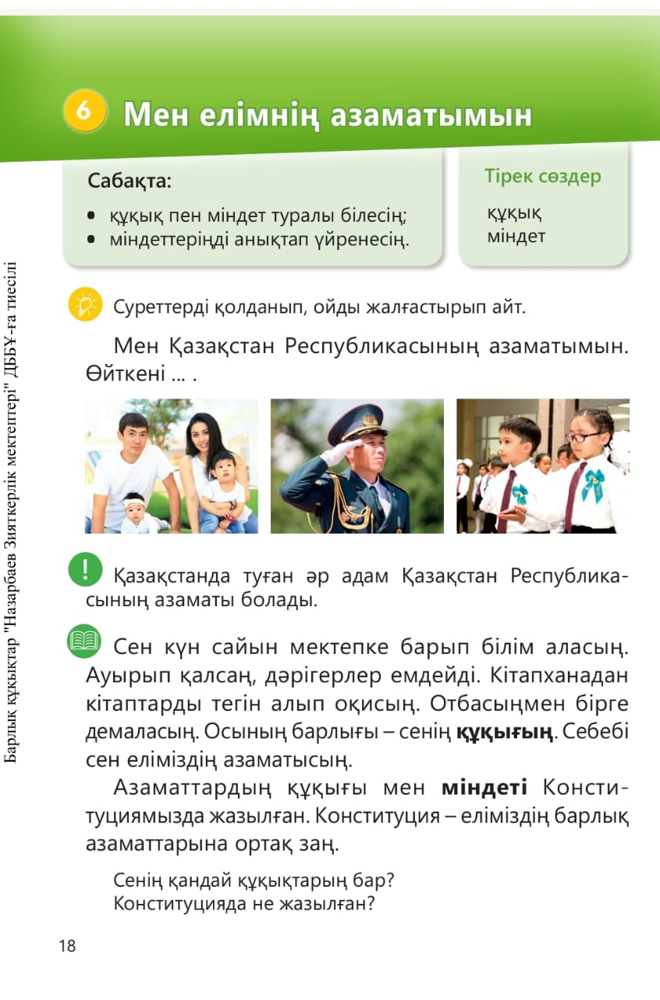 6
Мен елімнің азаматымын
Сабақта:
• құқық пен міндет туралы білесің;
• міндеттеріңді анықтап үйренесің.
Тірек сөздер
құқық
міндет
Суреттерді қолданып, ойды жалғастырып айт.
Мен Қазақстан Республикасының азаматымын.
Өйткені ... .
! Қазақстанда туған әр адам Қазақстан Республика-
сының азаматы болады.
Сен күн сайын мектепке барып білім аласың.
Ауырып қалсаң, дәрігерлер емдейді. Кітапханадан
кітаптарды тегін алып оқисың. Отбасыңмен бірге
демаласың. Осының барлығы – сенің құқығың. Себебі
сен еліміздің азаматысың.
Азаматтардың құқығы мен міндеті Консти-
туциямызда жазылған. Конституция – еліміздің барлық
азаматтарына ортақ заң.
Сенің қандай құқықтарың бар?
Конституцияда не жазылған?
18
Барлық құқықтар "Назарбаев Зияткерлік мектептері" ДББҰ-ға тиесілі